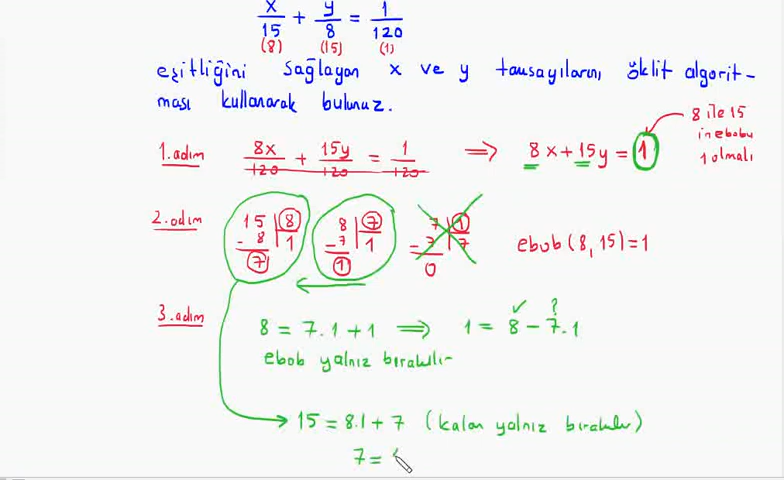 x/15 + y/8 = 1/120
(8) (15) (1)
eşitliğini sağlayan x ve y tamsayılarını öklit algorit-
ması kullanarak bulunuz.
8 ile 15
in ebobu
1 olmalı
1.adım 8x/120 + 15y/120 = 1/120 ⇒ 8x + 15y = 1
2.adım 15 | 8 8 | 7 7 | 1
- 8 | 1 - 7 | 1 - 7 | 7
7 1 0
ebob(8, 15) = 1
3.adım
✓ ?
8 = 7.1 + 1 ⇒ 1 = 8 - 7.1
ebob yalnız bırakılır
15 = 8.1 + 7 (kalan yalnız bırakılır)
7 =